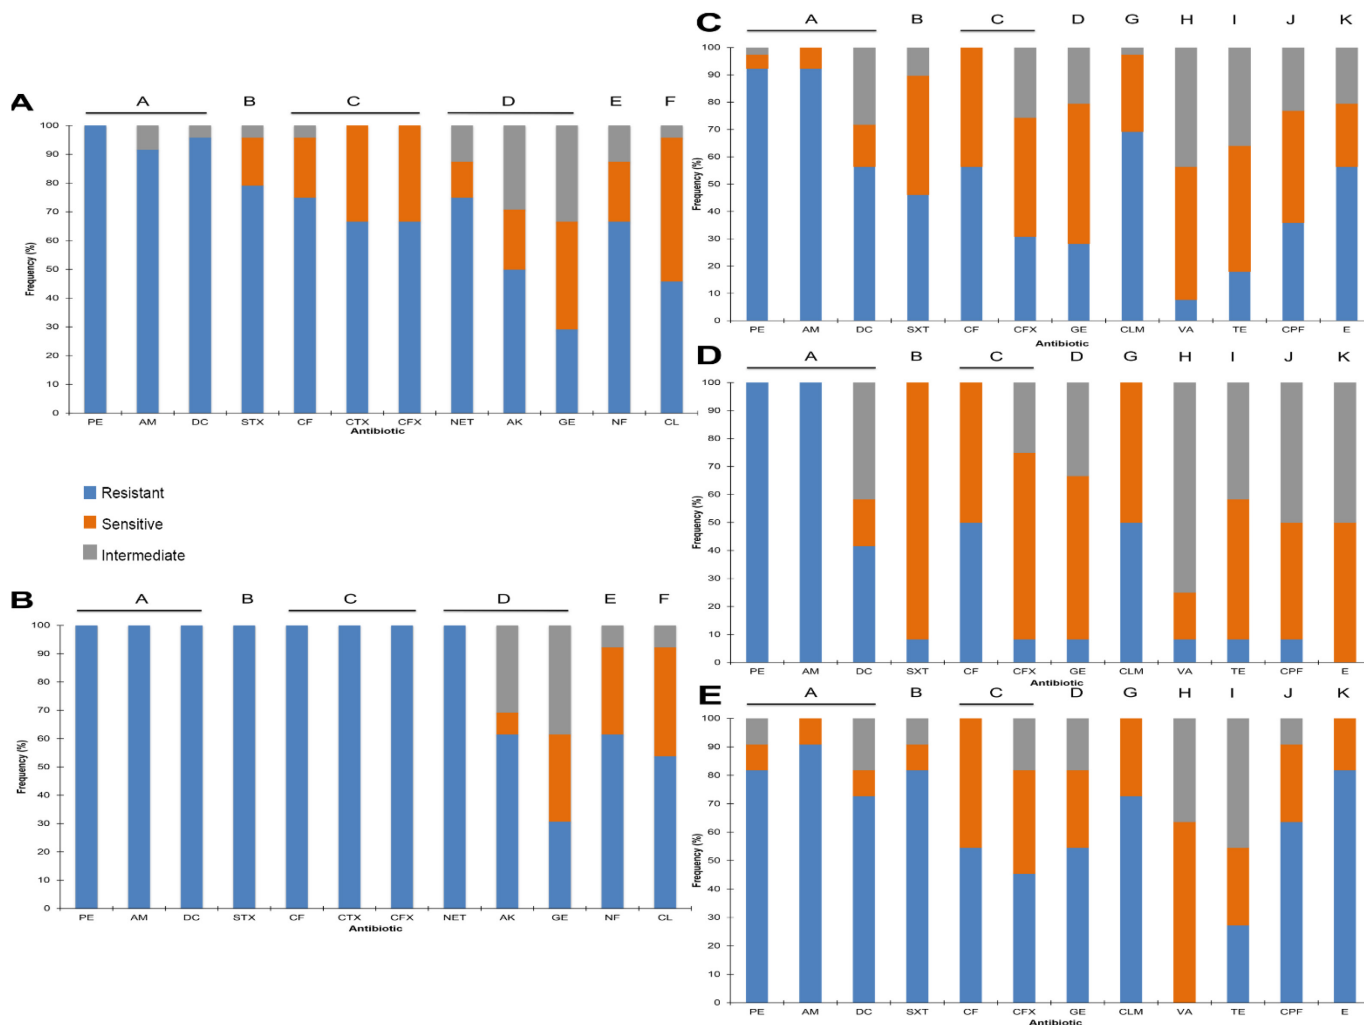 A
A B C D E F
100
90
80
70
60
50
40
30
20
10
0
Frequency (%)
PE AM DC STX CF CTX CFX NET AK GE NF CL
Antibiotic
Resistant
Sensitive
Intermediate
B
A B C D E F
100
90
80
70
60
50
40
30
20
10
0
Frequency (%)
PE AM DC STX CF CTX CFX NET AK GE NF CL
Antibiotic
C
A B C D G H I J K
100
90
80
70
60
50
40
30
20
10
0
Frequency (%)
PE AM DC SXT CF CFX GE CLM VA TE CPF E
Antibiotic
D
A B C D G H I J K
100
90
80
70
60
50
40
30
20
10
0
Frequency (%)
PE AM DC SXT CF CFX GE CLM VA TE CPF E
Antibiotic
E
A B C D G H I J K
100
90
80
70
60
50
40
30
20
10
0
Frequency (%)
PE AM DC SXT CF CFX GE CLM VA TE CPF E
Antibiotic